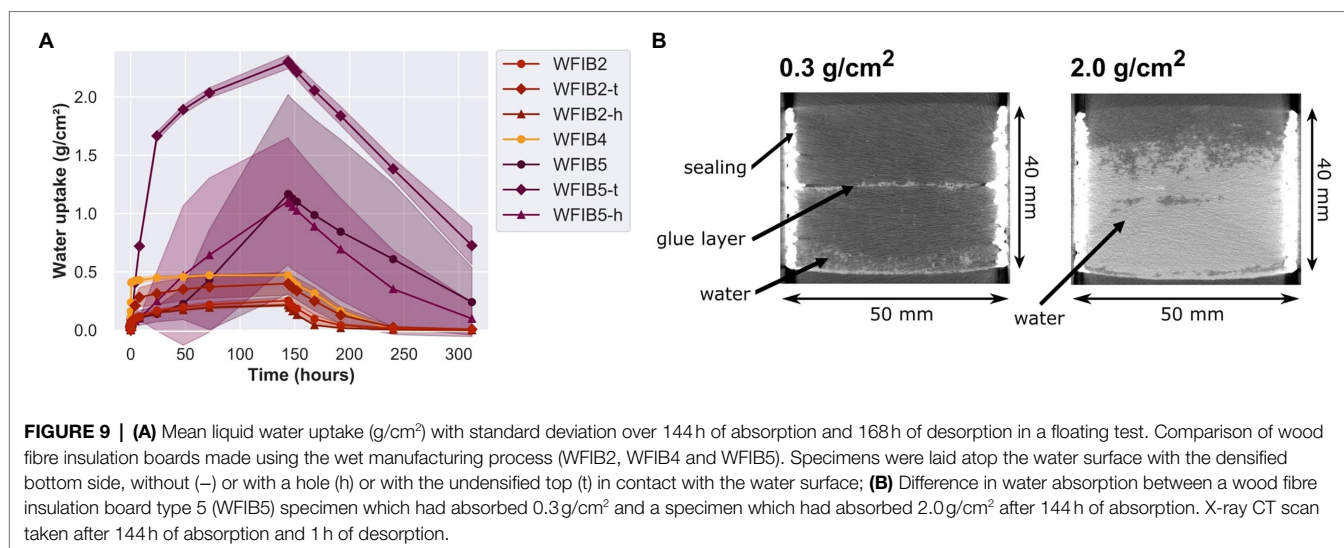 A
Water uptake (g/cm²)
2.0
1.5
1.0
0.5
0.0
0 50 100 150 200 250 300
Time (hours)
WFIB2
WFIB2-t
WFIB2-h
WFIB4
WFIB5
WFIB5-t
WFIB5-h
B
0.3 g/cm²
2.0 g/cm²
sealing
glue layer
water
40 mm
50 mm
water
40 mm
50 mm
FIGURE 9 | (A) Mean liquid water uptake (g/cm²) with standard deviation over 144 h of absorption and 168 h of desorption in a floating test. Comparison of wood
fibre insulation boards made using the wet manufacturing process (WFIB2, WFIB4 and WFIB5). Specimens were laid atop the water surface with the densified
bottom side, without (−) or with a hole (h) or with the undensified top (t) in contact with the water surface; (B) Difference in water absorption between a wood fibre
insulation board type 5 (WFIB5) specimen which had absorbed 0.3 g/cm² and a specimen which had absorbed 2.0 g/cm² after 144 h of absorption. X-ray CT scan
taken after 144 h of absorption and 1 h of desorption.